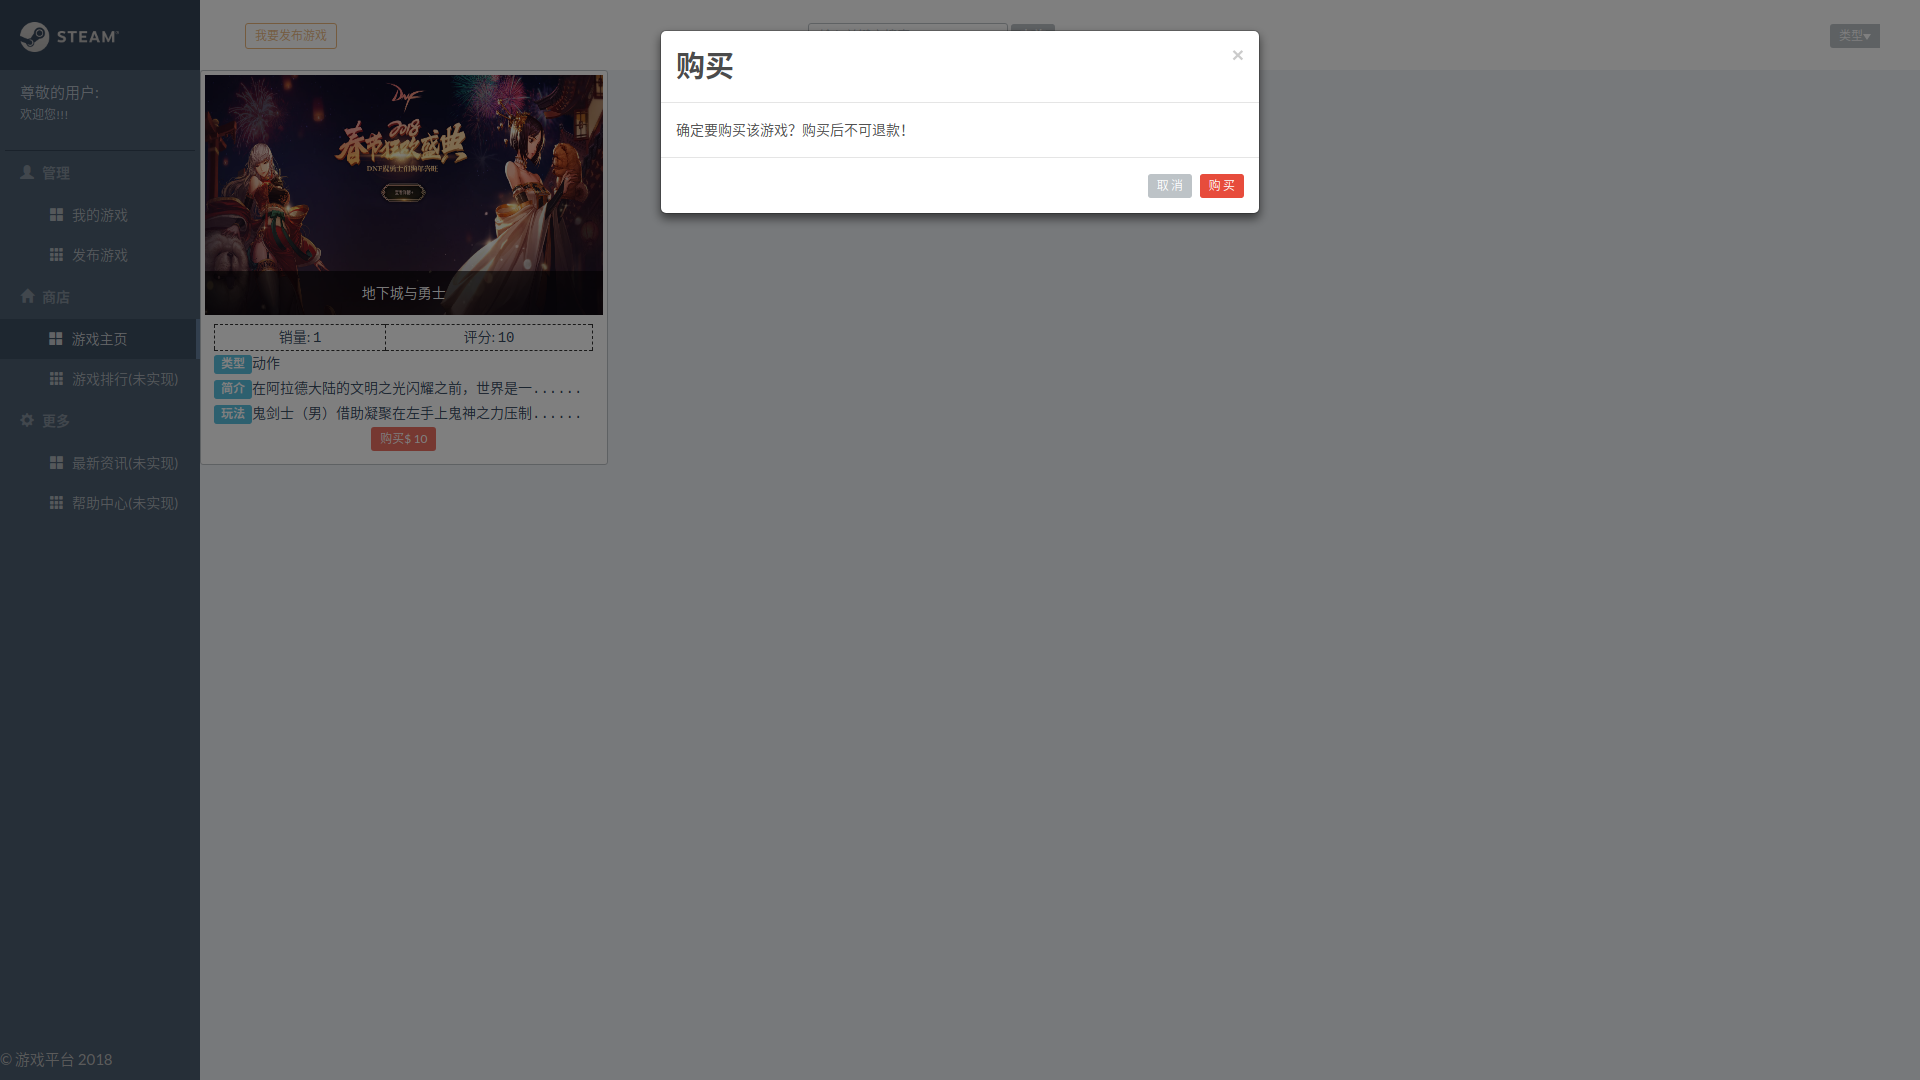 STEAM
尊敬的用户:
欢迎您!!!
管理
我的游戏
发布游戏
商店
游戏主页
游戏排行(未实现)
更多
最新资讯(未实现)
帮助中心(未实现)
© 游戏平台 2018
我要发布游戏
类型
DNF
2018
春节狂欢盛典
地下城与勇士
销量: 1
评分: 10
类型 动作
简介 在阿拉德大陆的文明之光闪耀之前，世界是一......
玩法 鬼剑士（男）借助凝聚在左手上鬼神之力压制......
购买$ 10
购买
×
确定要购买该游戏？购买后不可退款！
取消
购买